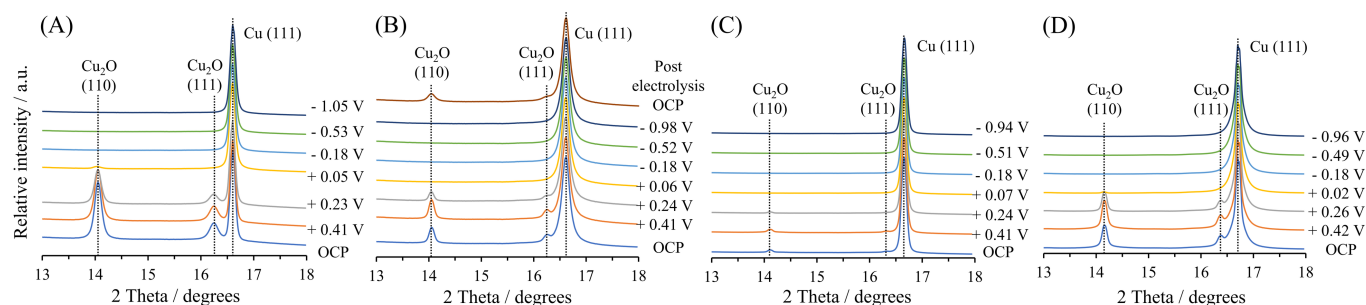 (A)
Relative intensity / a.u.
Cu₂O
(110)
Cu₂O
(111)
Cu (111)
- 1.05 V
- 0.53 V
- 0.18 V
+ 0.05 V
+ 0.23 V
+ 0.41 V
OCP
13 14 15 16 17 18
2 Theta / degrees
(B)
Cu₂O
(110)
Cu₂O
(111)
Cu (111)
Post
electrolysis
OCP
- 0.98 V
- 0.52 V
- 0.18 V
+ 0.06 V
+ 0.24 V
+ 0.41 V
OCP
13 14 15 16 17 18
2 Theta / degrees
(C)
Cu₂O
(110)
Cu₂O
(111)
Cu (111)
- 0.94 V
- 0.51 V
- 0.18 V
+ 0.07 V
+ 0.24 V
+ 0.41 V
OCP
13 14 15 16 17 18
2 Theta / degrees
(D)
Cu₂O
(110)
Cu₂O
(111)
Cu (111)
- 0.96 V
- 0.49 V
- 0.18 V
+ 0.02 V
+ 0.26 V
+ 0.42 V
OCP
13 14 15 16 17 18
2 Theta / degrees